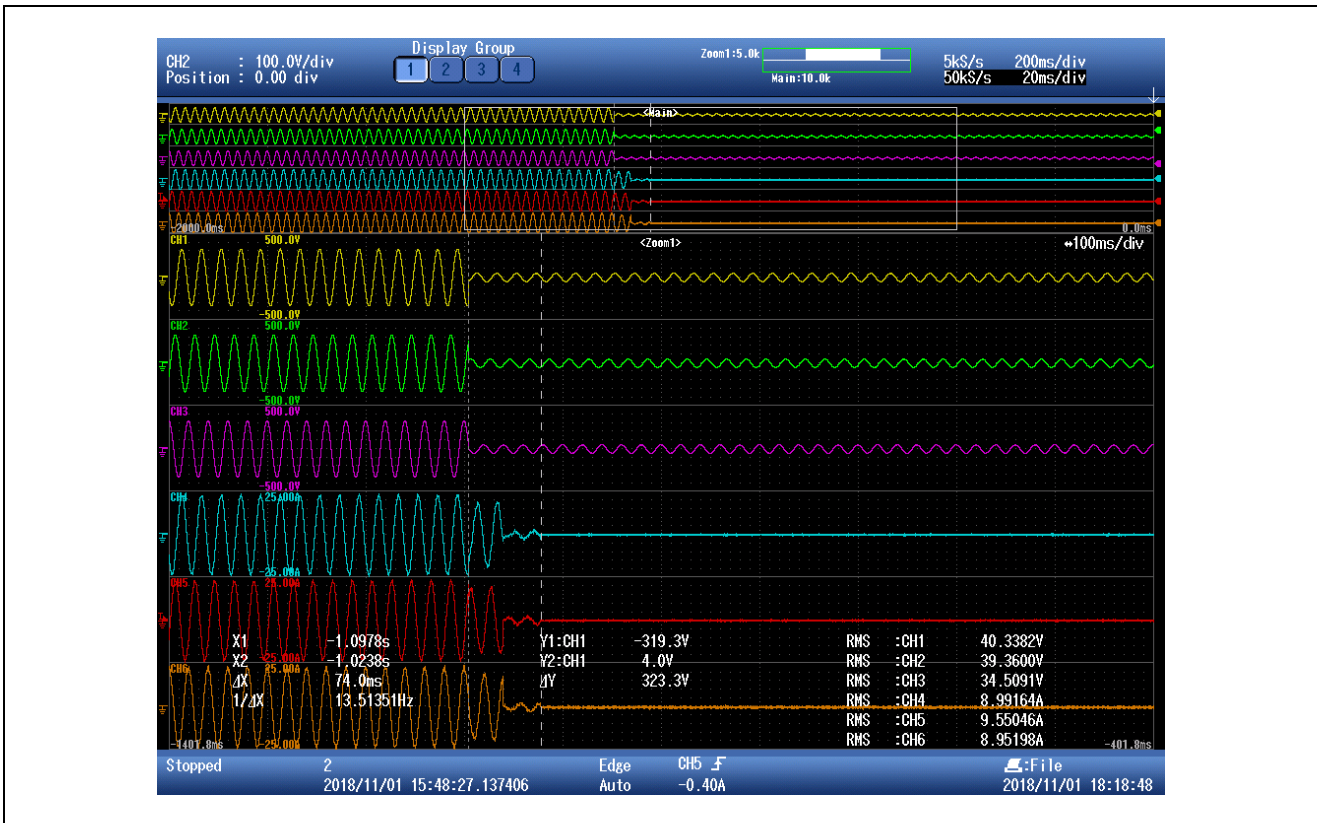 Display Group
CH2 : 100.0V/div
Position : 0.00 div
1 2 3 4
Zoom1:5.0k
Main:10.0k
5kS/s 200ms/div
50kS/s 20ms/div
<Main>
-2000.0ms 0.0ms
CH1 500.0V
<Zoom1>
↔100ms/div
-500.0V
CH2 500.0V
-500.0V
CH3 500.0V
-500.0V
CH4 25.00A
-25.00A
CH5 25.00A
X1 -1.0978s Y1:CH1 -319.3V RMS :CH1 40.3382V
-25.00A
X2 -1.0238s Y2:CH1 4.0V RMS :CH2 39.3600V
CH6 25.00A
ΔX 74.0ms ΔY 323.3V RMS :CH3 34.5091V
1/ΔX 13.51351Hz RMS :CH4 8.99164A
RMS :CH5 9.55046A
RMS :CH6 8.95198A
-1401.8ms -25.00A -401.8ms
Stopped 2 Edge CH5 :File
2018/11/01 15:48:27.137406 Auto -0.40A 2018/11/01 18:18:48